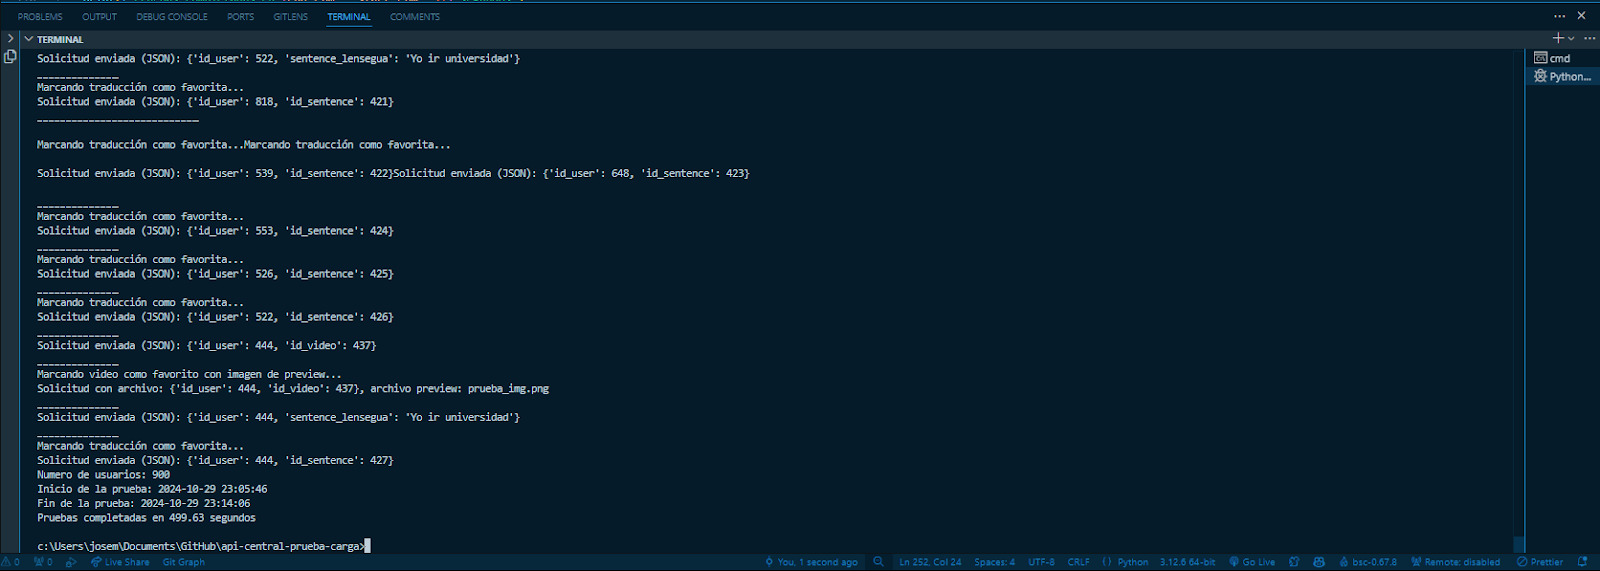 PROBLEMS OUTPUT DEBUG CONSOLE PORTS GITLENS TERMINAL COMMENTS
TERMINAL
Solicitud enviada (JSON): {'id_user': 522, 'sentence_lensegua': 'Yo ir universidad'}
______________
Marcando traducción como favorita...
Solicitud enviada (JSON): {'id_user': 818, 'id_sentence': 421}
____________________________
Marcando traducción como favorita...Marcando traducción como favorita...
Solicitud enviada (JSON): {'id_user': 539, 'id_sentence': 422}Solicitud enviada (JSON): {'id_user': 648, 'id_sentence': 423}
______________
Marcando traducción como favorita...
Solicitud enviada (JSON): {'id_user': 553, 'id_sentence': 424}
______________
Marcando traducción como favorita...
Solicitud enviada (JSON): {'id_user': 526, 'id_sentence': 425}
______________
Marcando traducción como favorita...
Solicitud enviada (JSON): {'id_user': 522, 'id_sentence': 426}
______________
Solicitud enviada (JSON): {'id_user': 444, 'id_video': 437}
______________
Marcando video como favorito con imagen de preview...
Solicitud con archivo: {'id_user': 444, 'id_video': 437}, archivo preview: prueba_img.png
______________
Solicitud enviada (JSON): {'id_user': 444, 'sentence_lensegua': 'Yo ir universidad'}
______________
Marcando traducción como favorita...
Solicitud enviada (JSON): {'id_user': 444, 'id_sentence': 427}
Numero de usuarios: 900
Inicio de la prueba: 2024-10-29 23:05:46
Fin de la prueba: 2024-10-29 23:14:06
Pruebas completadas en 499.63 segundos
c:\Users\josem\Documents\GitHub\api-central-prueba-carga>
cmd
Python...
0 0 Live Share Git Graph You, 1 second ago Ln 252, Col 24 Spaces: 4 UTF-8 CRLF Python 3.12.6 64-bit Go Live bsc-0.67.8 Remote: disabled Prettier